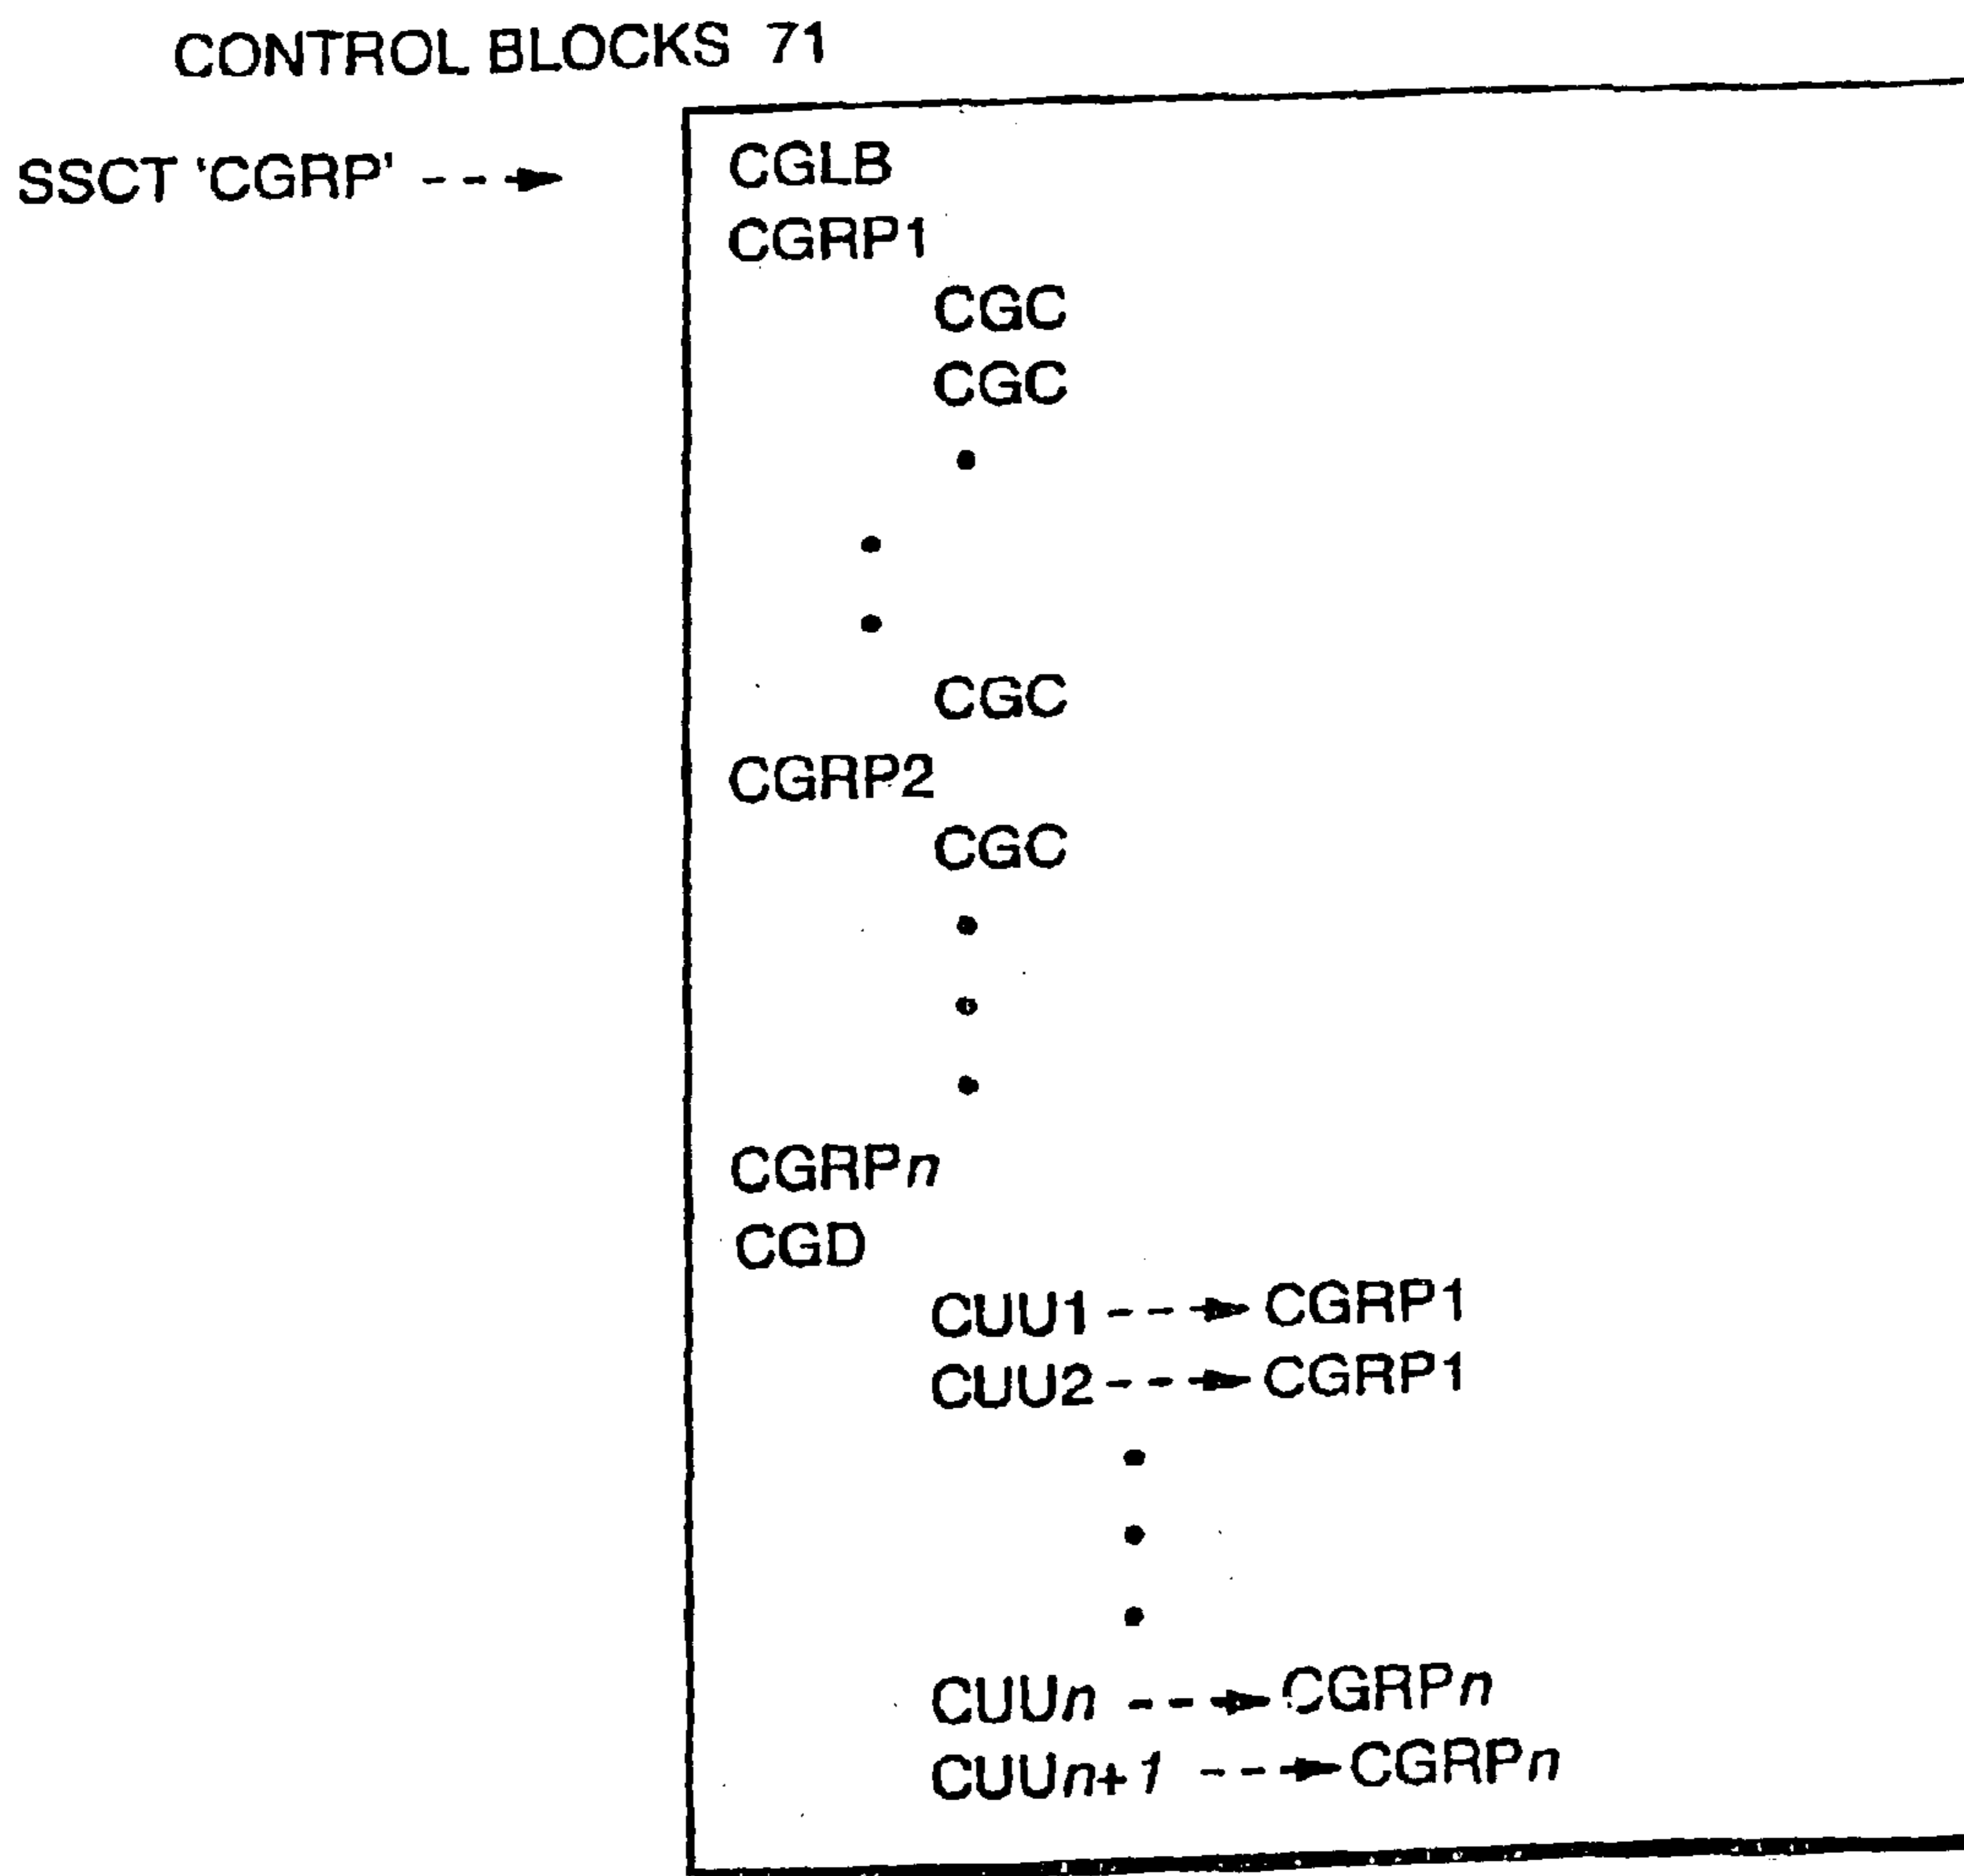 CONTROL BLOCKS 71
SSCT 'CGRP'
CGLB
CGRP1
CGC
CGC
CGC
CGRP2
CGC
CGRPn
CGD
CUU1 CGRP1
CUU2 CGRP1
CUUn CGRPn
CUUn+1 CGRPn